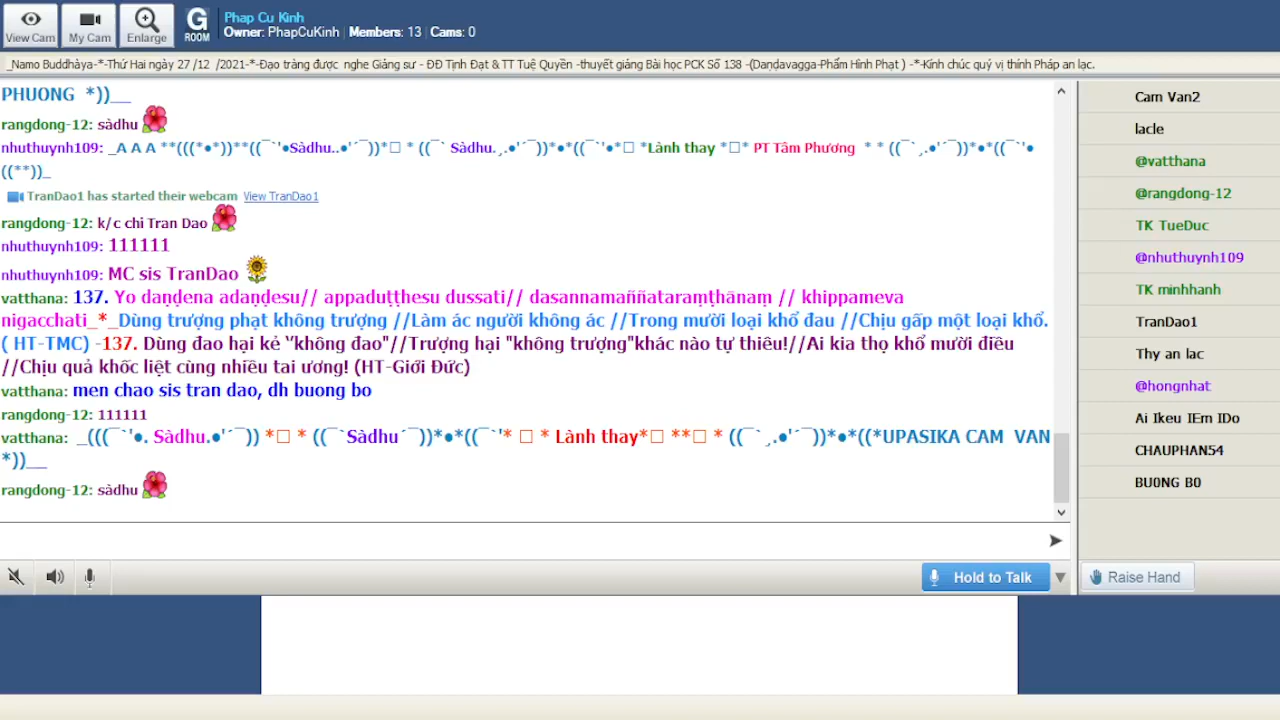 View Cam
My Cam
Enlarge
G
ROOM
Phap Cu Kinh
Owner: PhapCuKinh | Members: 13 | Cams: 0
_Namo Buddhàya-*-Thứ Hai ngày 27 /12 /2021-*-Đạo tràng được nghe Giảng sư - ĐĐ Tịnh Đạt & TT Tuệ Quyền -thuyết giảng Bài học PCK Số 138 -(Daṇḍavagga-Phẩm Hình Phạt ) -*-Kính chúc quý vị thính Pháp an lạc.
PHUONG *))__
rangdong-12: sàdhu
nhuthuynh109: _A A A **(((*●*))**((¯`'●Sàdhu..●'´¯))*□ * ((¯` Sàdhu.¸.●'´¯))*●*((¯`'●*□ *Lành thay *□* PT Tâm Phương * * ((¯`¸.●'´¯))*●*((¯`'●
((**))_
TranDao1 has started their webcam View TranDao1
rangdong-12: k/c chi Tran Dao
nhuthuynh109: 111111
nhuthuynh109: MC sis TranDao
vatthana: 137. Yo daṇḍena adaṇḍesu// appaduṭṭhesu dussati// dasannamaññataraṃṭhānaṃ // khippameva
nigacchati_*_Dùng trượng phạt không trượng //Làm ác người không ác //Trong mười loại khổ đau //Chịu gấp một loại khổ.
( HT-TMC) -137. Dùng đao hại kẻ “không đao"//Trượng hại "không trượng"khác nào tự thiêu!//Ai kia thọ khổ mười điều
//Chịu quả khốc liệt cùng nhiều tai ương! (HT-Giới Đức)
vatthana: men chao sis tran dao, dh buong bo
rangdong-12: 111111
vatthana: _(((¯`'●. Sàdhu.●'´¯)) *□ * ((¯`Sàdhu´¯))*●*((¯`'* □ * Lành thay*□ **□ * ((¯`¸.●'´¯))*●*((*UPASIKA CAM VAN
*))__
rangdong-12: sàdhu
Cam Van2
lacle
@vatthana
@rangdong-12
TK TueDuc
@nhuthuynh109
TK minhhanh
TranDao1
Thy an lac
@hongnhat
Ai Ikeu IEm IDo
CHAUPHAN54
BU0NG B0
Hold to Talk
Raise Hand